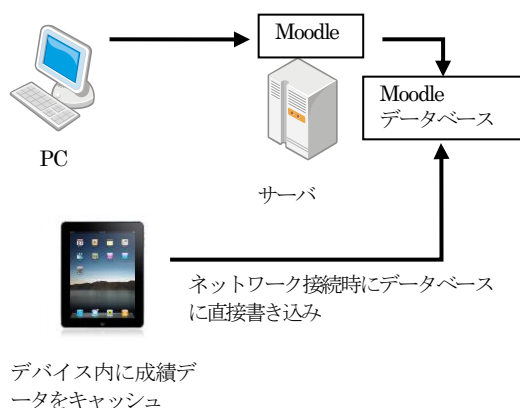 Moodle
Moodle
データベース
PC
サーバ
ネットワーク接続時にデータベース
に直接書き込み
デバイス内に成績デ
ータをキャッシュ